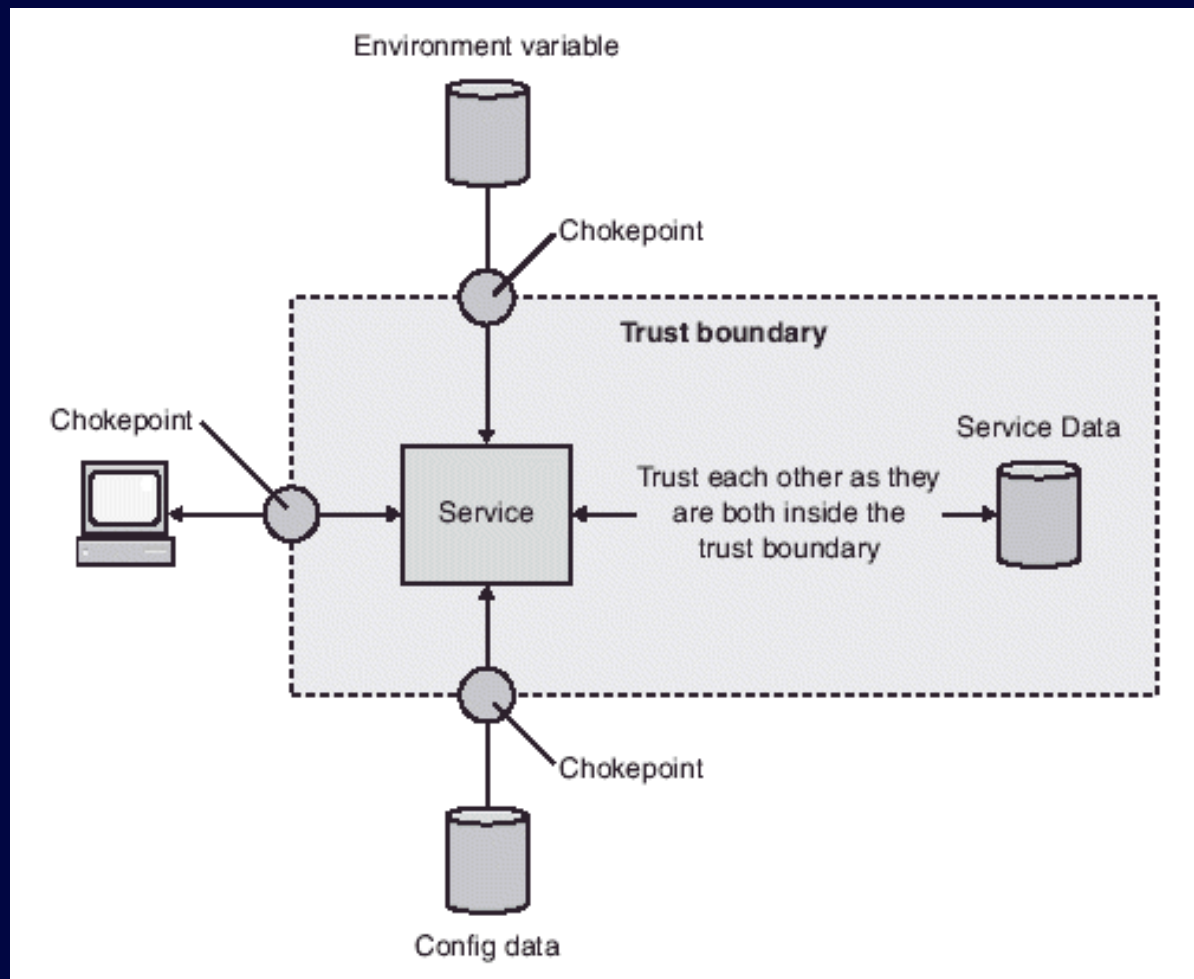 Environment variable
Chokepoint
Trust boundary
Chokepoint
Service Data
Service
Trust each other as they
are both inside the
trust boundary
Chokepoint
Config data